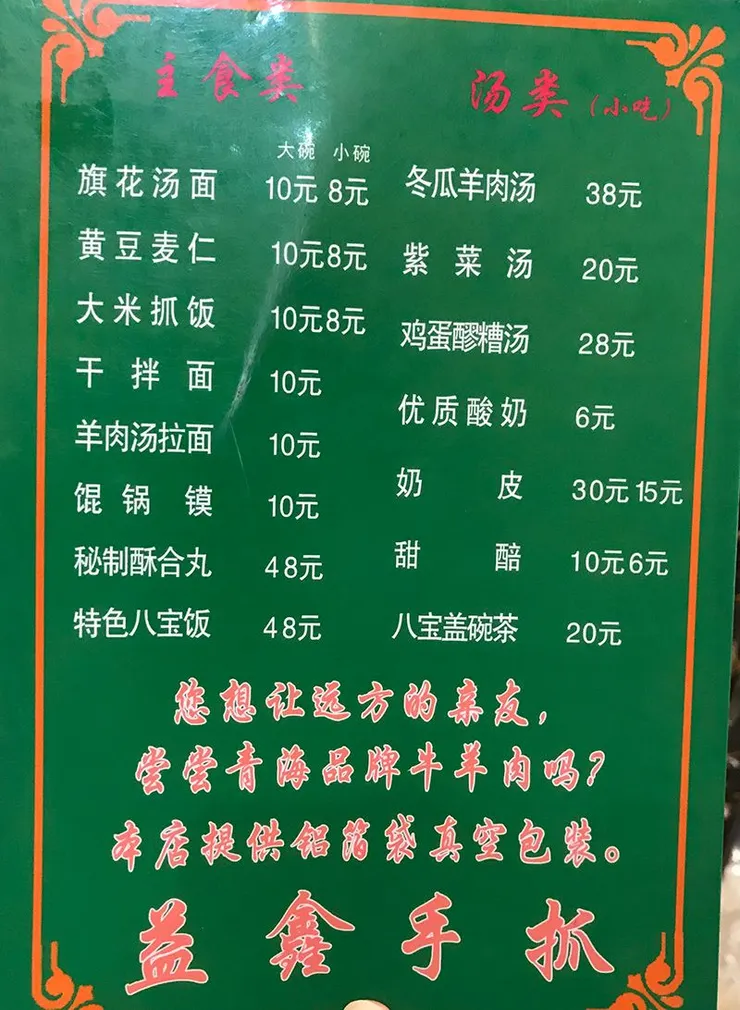 主食类
大碗 小碗
旗花汤面 10元 8元
黄豆麦仁 10元8元
大米抓饭 10元8元
干拌面 10元
羊肉汤拉面 10元
馄锅馍 10元
秘制酥合丸 48元
特色八宝饭 48元
汤类(小吃)
冬瓜羊肉汤 38元
紫菜汤 20元
鸡蛋醪糟汤 28元
优质酸奶 6元
奶皮 30元 15元
甜醅 10元6元
八宝盖碗茶 20元
您想让远方的亲友,
尝尝青海品牌牛羊肉吗?
本店提供铝箔袋真空包装。
益鑫手抓